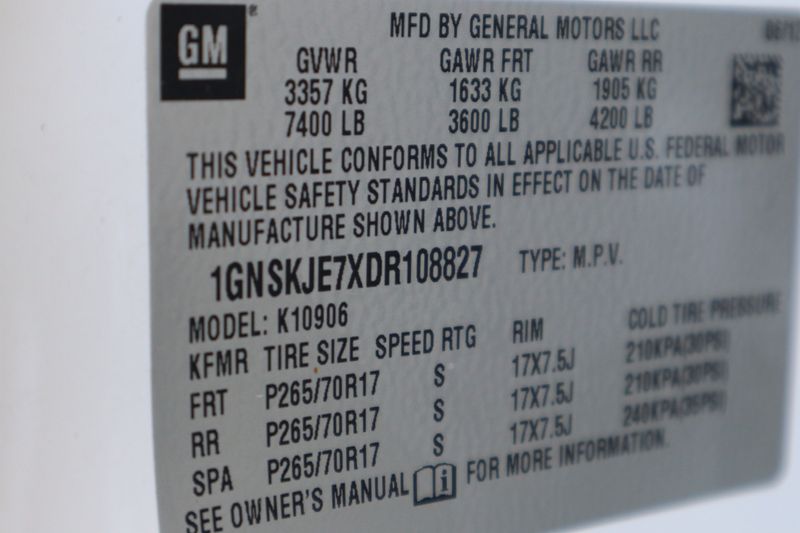 GM
MFD BY GENERAL MOTORS LLC
GVWR GAWR FRT GAWR RR
3357 KG 1633 KG 1905 KG
7400 LB 3600 LB 4200 LB
THIS VEHICLE CONFORMS TO ALL APPLICABLE U.S. FEDERAL MOTOR
VEHICLE SAFETY STANDARDS IN EFFECT ON THE DATE OF
MANUFACTURE SHOWN ABOVE.
1GNSKJE7XDR108827 TYPE: M.P.V.
MODEL: K10906
KFMR TIRE SIZE SPEED RTG RIM COLD TIRE PRESSURE
FRT P265/70R17 S 17X7.5J 210KPA(30PSI)
RR P265/70R17 S 17X7.5J 210KPA(30PSI)
SPA P265/70R17 S 17X7.5J 240KPA(35PSI)
SEE OWNER'S MANUAL i FOR MORE INFORMATION.